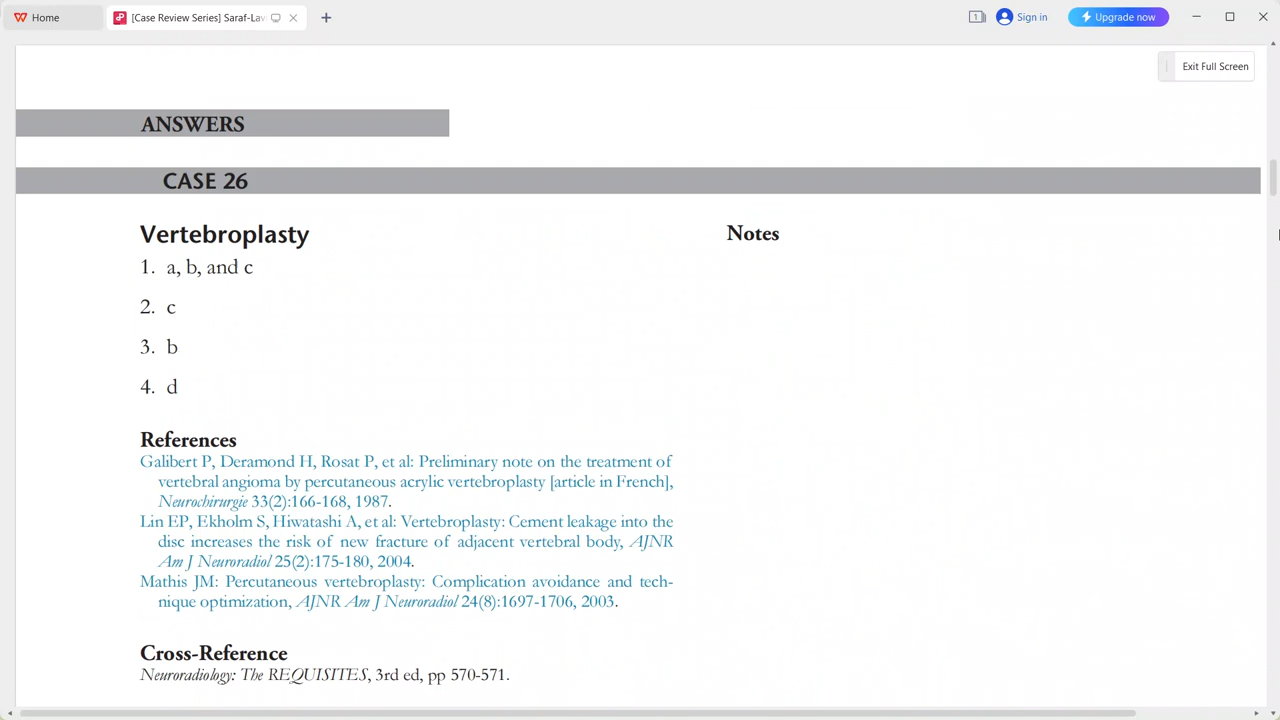 Home
[Case Review Series] Saraf-Lav
1
Sign in
Upgrade now
Exit Full Screen
ANSWERS
CASE 26
Vertebroplasty
1. a, b, and c
2. c
3. b
4. d
References
Galibert P, Deramond H, Rosat P, et al: Preliminary note on the treatment of
vertebral angioma by percutaneous acrylic vertebroplasty [article in French],
Neurochirurgie 33(2):166-168, 1987.
Lin EP, Ekholm S, Hiwatashi A, et al: Vertebroplasty: Cement leakage into the
disc increases the risk of new fracture of adjacent vertebral body, AJNR
Am J Neuroradiol 25(2):175-180, 2004.
Mathis JM: Percutaneous vertebroplasty: Complication avoidance and tech-
nique optimization, AJNR Am J Neuroradiol 24(8):1697-1706, 2003.
Cross-Reference
Neuroradiology: The REQUISITES, 3rd ed, pp 570-571.
Notes